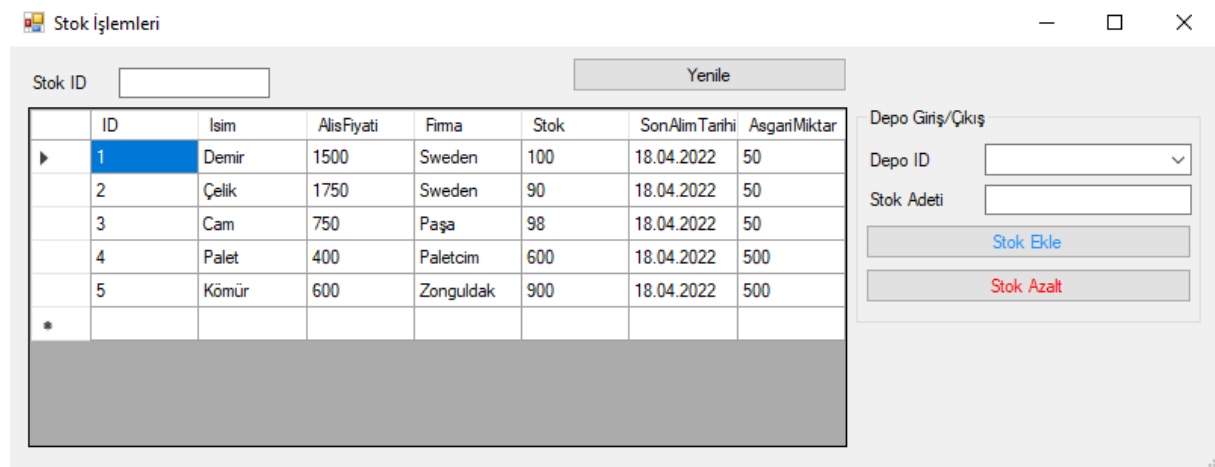 Stok İşlemleri
Stok ID
Yenile
ID Isim AlisFiyati Firma Stok SonAlimTarihi AsgariMiktar
1 Demir 1500 Sweden 100 18.04.2022 50
2 Çelik 1750 Sweden 90 18.04.2022 50
3 Cam 750 Paşa 98 18.04.2022 50
4 Palet 400 Paletcim 600 18.04.2022 500
5 Kömür 600 Zonguldak 900 18.04.2022 500
Depo Giriş/Çıkış
Depo ID
Stok Adeti
Stok Ekle
Stok Azalt